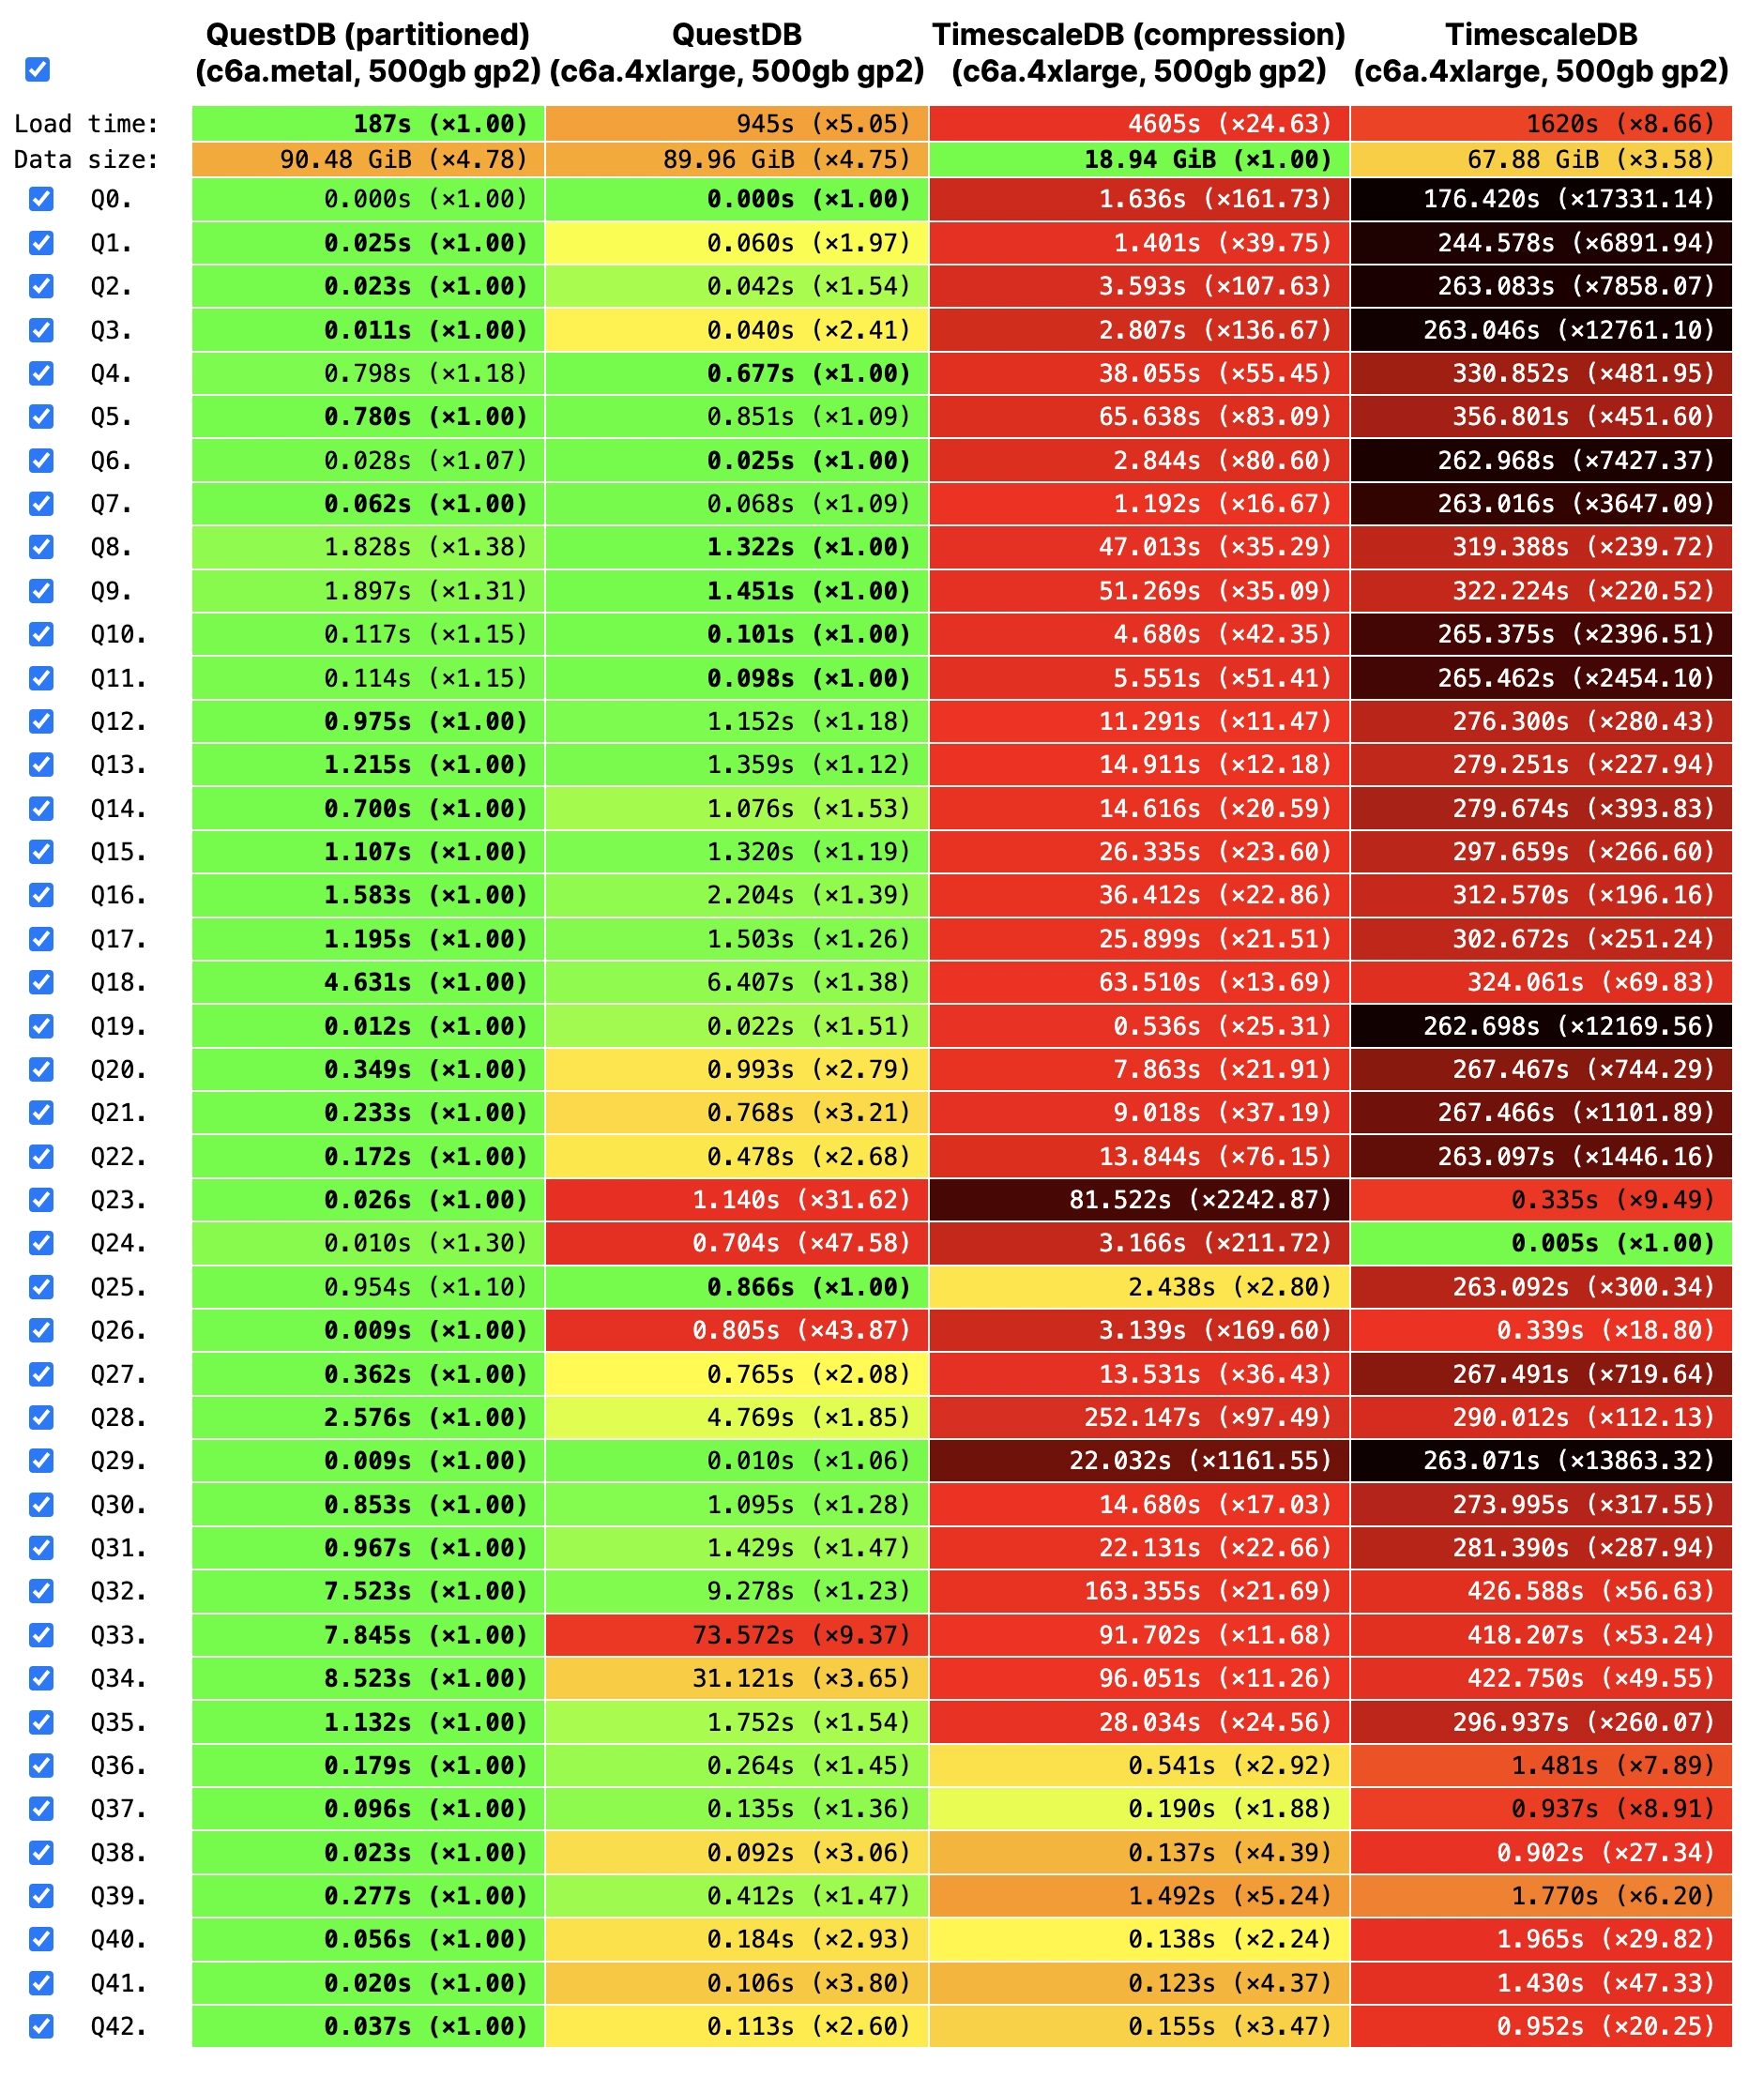 QuestDB (partitioned) QuestDB TimescaleDB (compression) TimescaleDB
(c6a.metal, 500gb gp2) (c6a.4xlarge, 500gb gp2) (c6a.4xlarge, 500gb gp2) (c6a.4xlarge, 500gb gp2)
Load time: 187s (×1.00) 945s (×5.05) 4605s (×24.63) 1620s (×8.66)
Data size: 90.48 GiB (×4.78) 89.96 GiB (×4.75) 18.94 GiB (×1.00) 67.88 GiB (×3.58)
Q0. 0.000s (×1.00) 0.000s (×1.00) 1.636s (×161.73) 176.420s (×17331.14)
Q1. 0.025s (×1.00) 0.060s (×1.97) 1.401s (×39.75) 244.578s (×6891.94)
Q2. 0.023s (×1.00) 0.042s (×1.54) 3.593s (×107.63) 263.083s (×7858.07)
Q3. 0.011s (×1.00) 0.040s (×2.41) 2.807s (×136.67) 263.046s (×12761.10)
Q4. 0.798s (×1.18) 0.677s (×1.00) 38.055s (×55.45) 330.852s (×481.95)
Q5. 0.780s (×1.00) 0.851s (×1.09) 65.638s (×83.09) 356.801s (×451.60)
Q6. 0.028s (×1.07) 0.025s (×1.00) 2.844s (×80.60) 262.968s (×7427.37)
Q7. 0.062s (×1.00) 0.068s (×1.09) 1.192s (×16.67) 263.016s (×3647.09)
Q8. 1.828s (×1.38) 1.322s (×1.00) 47.013s (×35.29) 319.388s (×239.72)
Q9. 1.897s (×1.31) 1.451s (×1.00) 51.269s (×35.09) 322.224s (×220.52)
Q10. 0.117s (×1.15) 0.101s (×1.00) 4.680s (×42.35) 265.375s (×2396.51)
Q11. 0.114s (×1.15) 0.098s (×1.00) 5.551s (×51.41) 265.462s (×2454.10)
Q12. 0.975s (×1.00) 1.152s (×1.18) 11.291s (×11.47) 276.300s (×280.43)
Q13. 1.215s (×1.00) 1.359s (×1.12) 14.911s (×12.18) 279.251s (×227.94)
Q14. 0.700s (×1.00) 1.076s (×1.53) 14.616s (×20.59) 279.674s (×393.83)
Q15. 1.107s (×1.00) 1.320s (×1.19) 26.335s (×23.60) 297.659s (×266.60)
Q16. 1.583s (×1.00) 2.204s (×1.39) 36.412s (×22.86) 312.570s (×196.16)
Q17. 1.195s (×1.00) 1.503s (×1.26) 25.899s (×21.51) 302.672s (×251.24)
Q18. 4.631s (×1.00) 6.407s (×1.38) 63.510s (×13.69) 324.061s (×69.83)
Q19. 0.012s (×1.00) 0.022s (×1.51) 0.536s (×25.31) 262.698s (×12169.56)
Q20. 0.349s (×1.00) 0.993s (×2.79) 7.863s (×21.91) 267.467s (×744.29)
Q21. 0.233s (×1.00) 0.768s (×3.21) 9.018s (×37.19) 267.466s (×1101.89)
Q22. 0.172s (×1.00) 0.478s (×2.68) 13.844s (×76.15) 263.097s (×1446.16)
Q23. 0.026s (×1.00) 1.140s (×31.62) 81.522s (×2242.87) 0.335s (×9.49)
Q24. 0.010s (×1.30) 0.704s (×47.58) 3.166s (×211.72) 0.005s (×1.00)
Q25. 0.954s (×1.10) 0.866s (×1.00) 2.438s (×2.80) 263.092s (×300.34)
Q26. 0.009s (×1.00) 0.805s (×43.87) 3.139s (×169.60) 0.339s (×18.80)
Q27. 0.362s (×1.00) 0.765s (×2.08) 13.531s (×36.43) 267.491s (×719.64)
Q28. 2.576s (×1.00) 4.769s (×1.85) 252.147s (×97.49) 290.012s (×112.13)
Q29. 0.009s (×1.00) 0.010s (×1.06) 22.032s (×1161.55) 263.071s (×13863.32)
Q30. 0.853s (×1.00) 1.095s (×1.28) 14.680s (×17.03) 273.995s (×317.55)
Q31. 0.967s (×1.00) 1.429s (×1.47) 22.131s (×22.66) 281.390s (×287.94)
Q32. 7.523s (×1.00) 9.278s (×1.23) 163.355s (×21.69) 426.588s (×56.63)
Q33. 7.845s (×1.00) 73.572s (×9.37) 91.702s (×11.68) 418.207s (×53.24)
Q34. 8.523s (×1.00) 31.121s (×3.65) 96.051s (×11.26) 422.750s (×49.55)
Q35. 1.132s (×1.00) 1.752s (×1.54) 28.034s (×24.56) 296.937s (×260.07)
Q36. 0.179s (×1.00) 0.264s (×1.45) 0.541s (×2.92) 1.481s (×7.89)
Q37. 0.096s (×1.00) 0.135s (×1.36) 0.190s (×1.88) 0.937s (×8.91)
Q38. 0.023s (×1.00) 0.092s (×3.06) 0.137s (×4.39) 0.902s (×27.34)
Q39. 0.277s (×1.00) 0.412s (×1.47) 1.492s (×5.24) 1.770s (×6.20)
Q40. 0.056s (×1.00) 0.184s (×2.93) 0.138s (×2.24) 1.965s (×29.82)
Q41. 0.020s (×1.00) 0.106s (×3.80) 0.123s (×4.37) 1.430s (×47.33)
Q42. 0.037s (×1.00) 0.113s (×2.60) 0.155s (×3.47) 0.952s (×20.25)